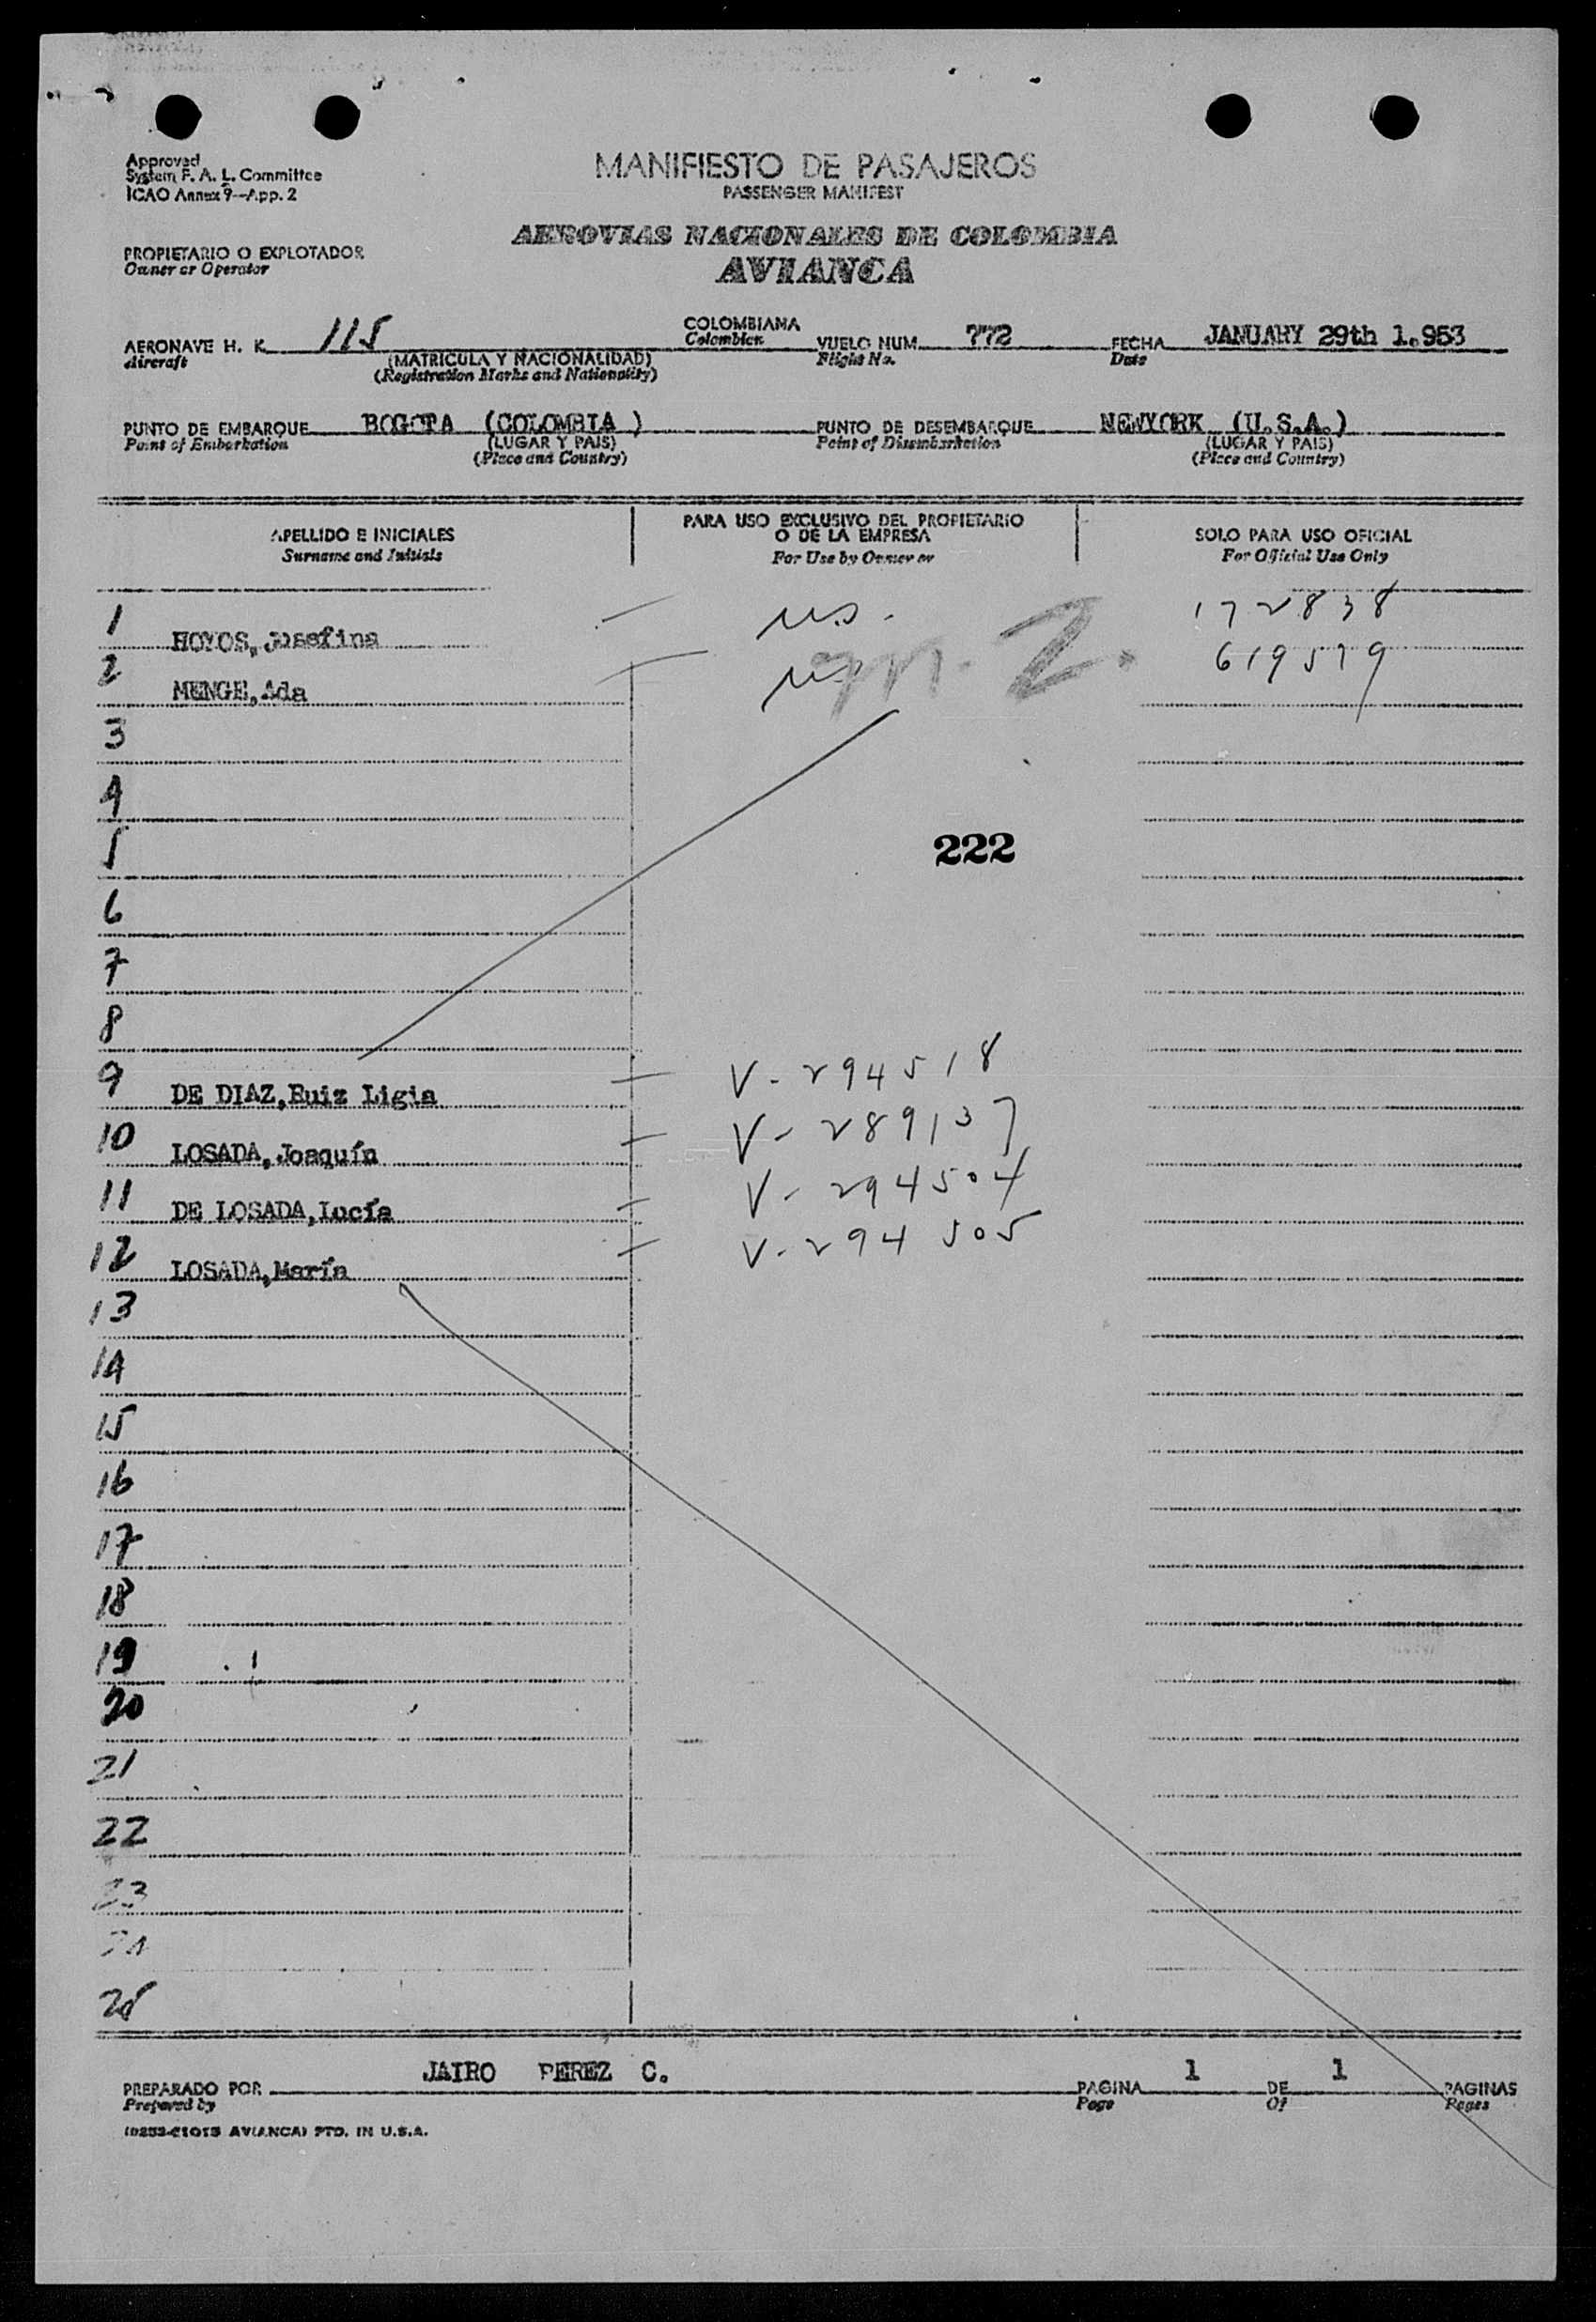 Approved
System F. A. L. Committee
ICAO Annex 9—App. 2
MANIFIESTO DE PASAJEROS
PASSENGER MANIFEST
PROPIETARIO O EXPLOTADOR
Owner or Operator
AEROVIAS NACIONALES DE COLOMBIA
AVIANCA
AERONAVE H. K. 115 COLOMBIANA VUELO NUM. 772 FECHA JANUARY 29th 1.953
Aircraft (MATRICULA Y NACIONALIDAD) Colombian Flight No. Date
(Registration Marks and Nationality)
PUNTO DE EMBARQUE BOGOTA (COLOMBIA ) PUNTO DE DESEMBARQUE NEWYORK (U.S.A.)
Point of Embarkation (LUGAR Y PAIS) Point of Disembarkation (LUGAR Y PAIS)
(Place and Country) (Place and Country)
APELLIDO E INICIALES PARA USO EXCLUSIVO DEL PROPIETARIO O DE LA EMPRESA SOLO PARA USO OFICIAL
Surname and Initials For Use by Owner or For Official Use Only
1 HOYOS,Josefina U.S. 172838
2 MENGE,Ada U.S. 619519
m. 2.
3
4
5 222
6
7
8
9 DE DIAZ,Ruiz Ligia V-294518
10 LOSADA,Joaquín V-289137
11 DE LOSADA,Lucía V-294504
12 LOSADA,María V-294505
13
14
15
16
17
18
19
20
21
22
23
24
25
PREPARADO POR JAIRO PEREZ C. PAGINA 1 DE 1 PAGINAS
Prepared by Page Of Pages
AVIANCA) PTD. IN U.S.A.